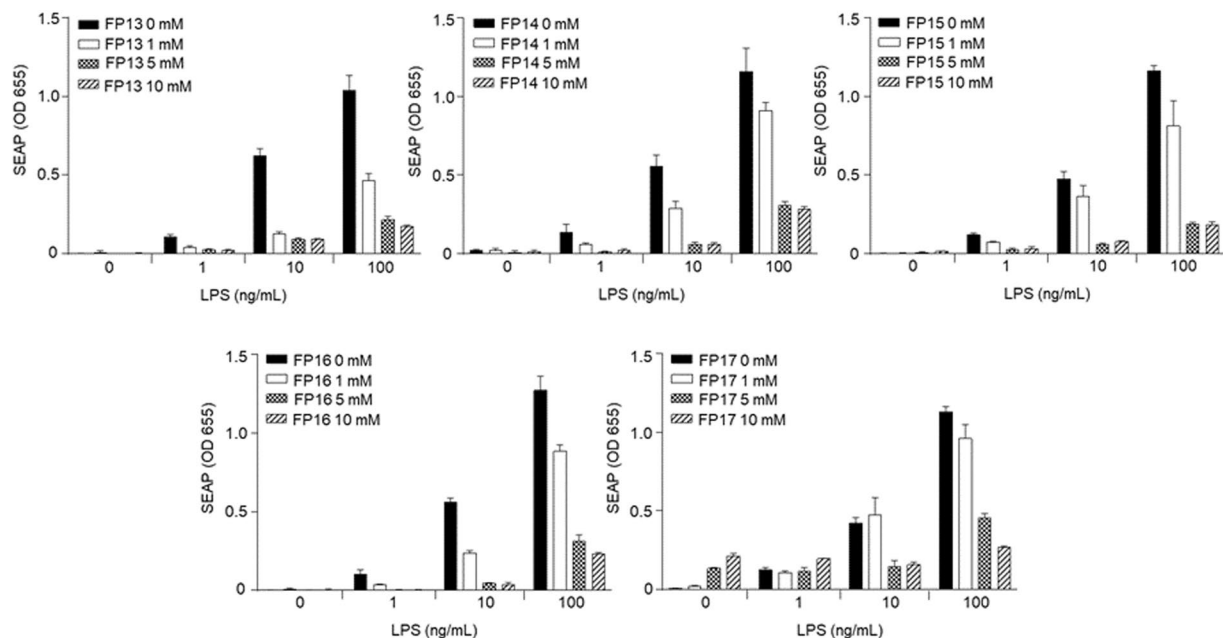 1.5
1.0
0.5
0
SEAP (OD 655)
FP13 0 mM
FP13 1 mM
FP13 5 mM
FP13 10 mM
0 1 10 100
LPS (ng/mL)
1.5
1.0
0.5
0
SEAP (OD 655)
FP14 0 mM
FP14 1 mM
FP14 5 mM
FP14 10 mM
0 1 10 100
LPS (ng/mL)
1.5
1.0
0.5
0
SEAP (OD 655)
FP15 0 mM
FP15 1 mM
FP15 5 mM
FP15 10 mM
0 1 10 100
LPS (ng/mL)
1.5
1.0
0.5
0
SEAP (OD 655)
FP16 0 mM
FP16 1 mM
FP16 5 mM
FP16 10 mM
0 1 10 100
LPS (ng/mL)
1.5
1.0
0.5
0
SEAP (OD 655)
FP17 0 mM
FP17 1 mM
FP17 5 mM
FP17 10 mM
0 1 10 100
LPS (ng/mL)